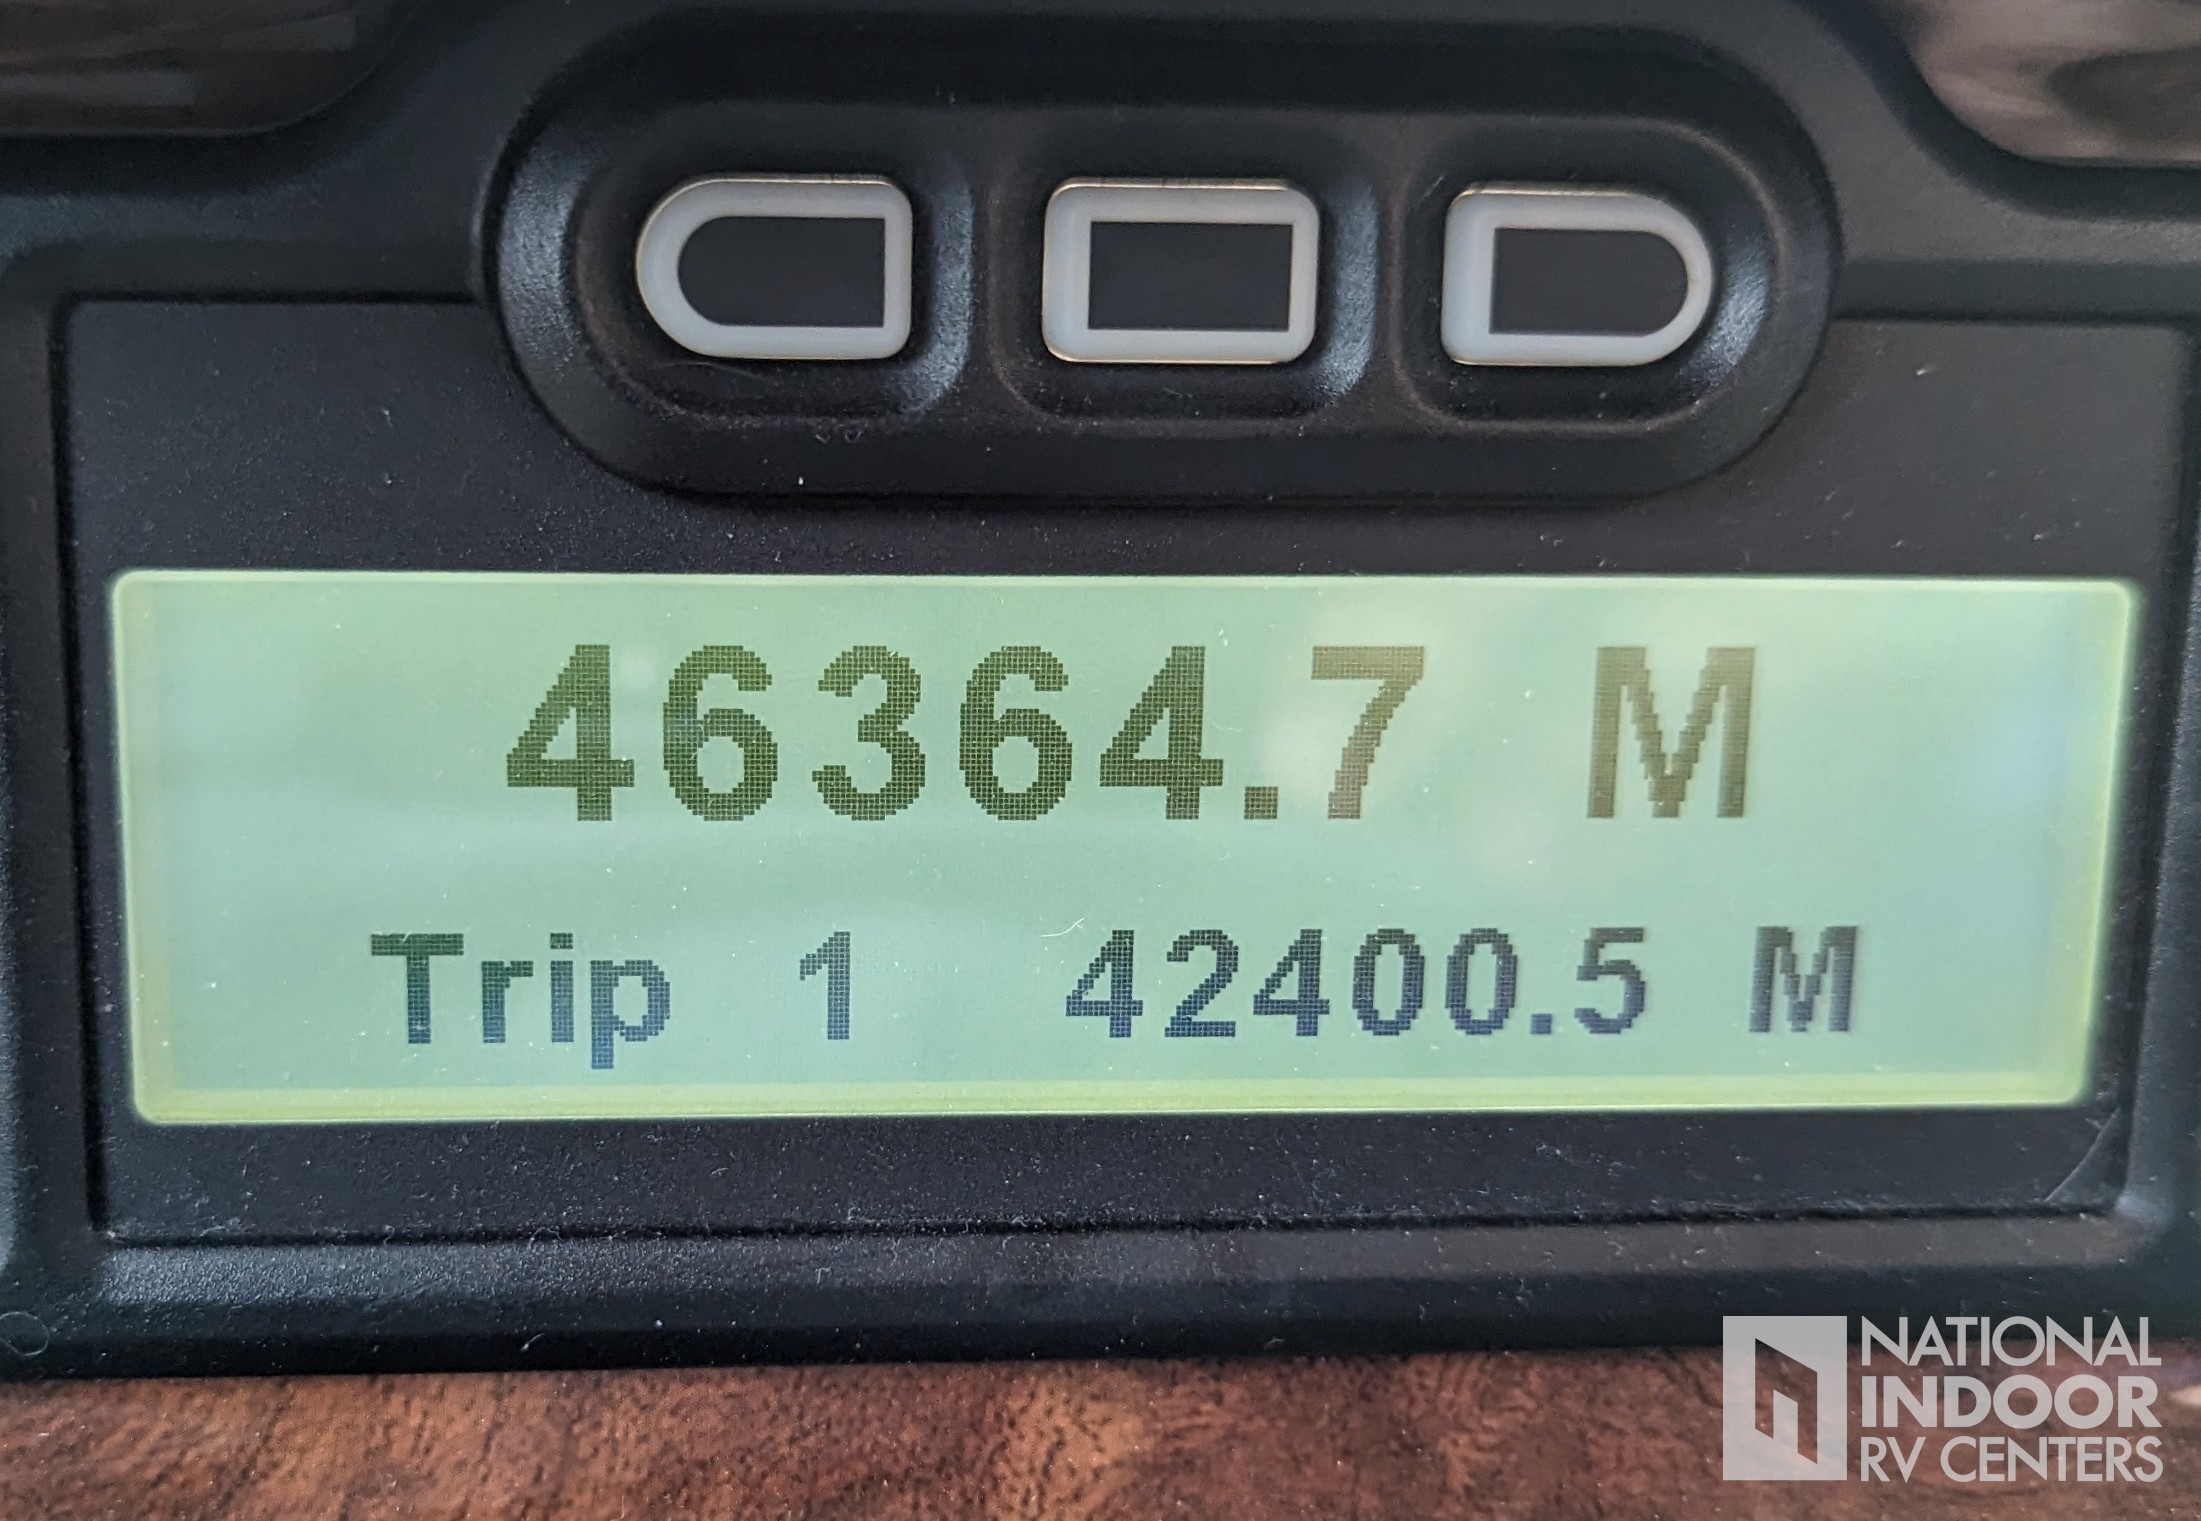 46364.7 M
Trip 1 42400.5 M
NATIONAL
INDOOR
RV CENTERS